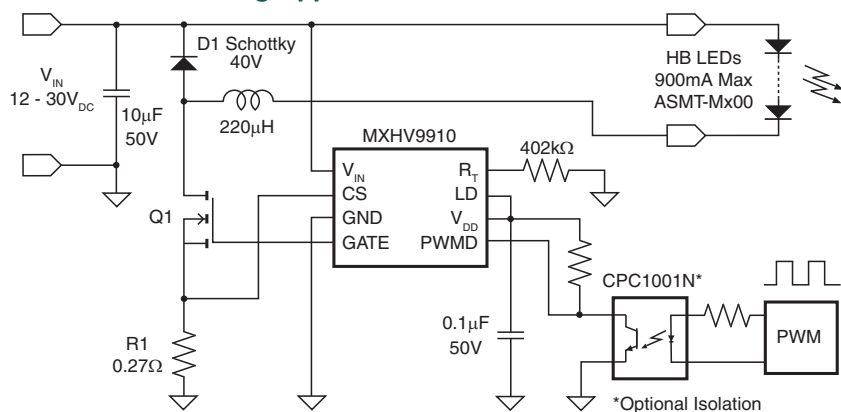 D1 Schottky
40V
V_IN
12 - 30V_DC
10μF
50V
220μH
HB LEDs
900mA Max
ASMT-Mx00
MXHV9910
402kΩ
V_IN
CS
GND
GATE
R_T
LD
V_DD
PWMD
Q1
CPC1001N*
PWM
0.1μF
50V
R1
0.27Ω
*Optional Isolation